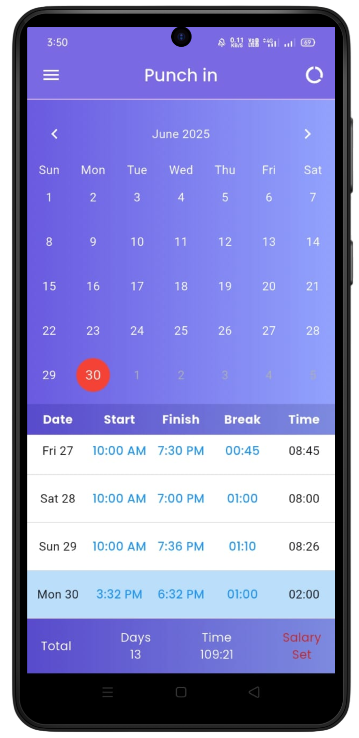 3:50 0.11 KB/S 4G 69
Punch in
June 2025
Sun Mon Tue Wed Thu Fri Sat
1 2 3 4 5 6 7
8 9 10 11 12 13 14
15 16 17 18 19 20 21
22 23 24 25 26 27 28
29 30 1 2 3 4 5
Date Start Finish Break Time
Fri 27 10:00 AM 7:30 PM 00:45 08:45
Sat 28 10:00 AM 7:00 PM 01:00 08:00
Sun 29 10:00 AM 7:36 PM 01:10 08:26
Mon 30 3:32 PM 6:32 PM 01:00 02:00
Total Days Time Salary
13 109:21 Set